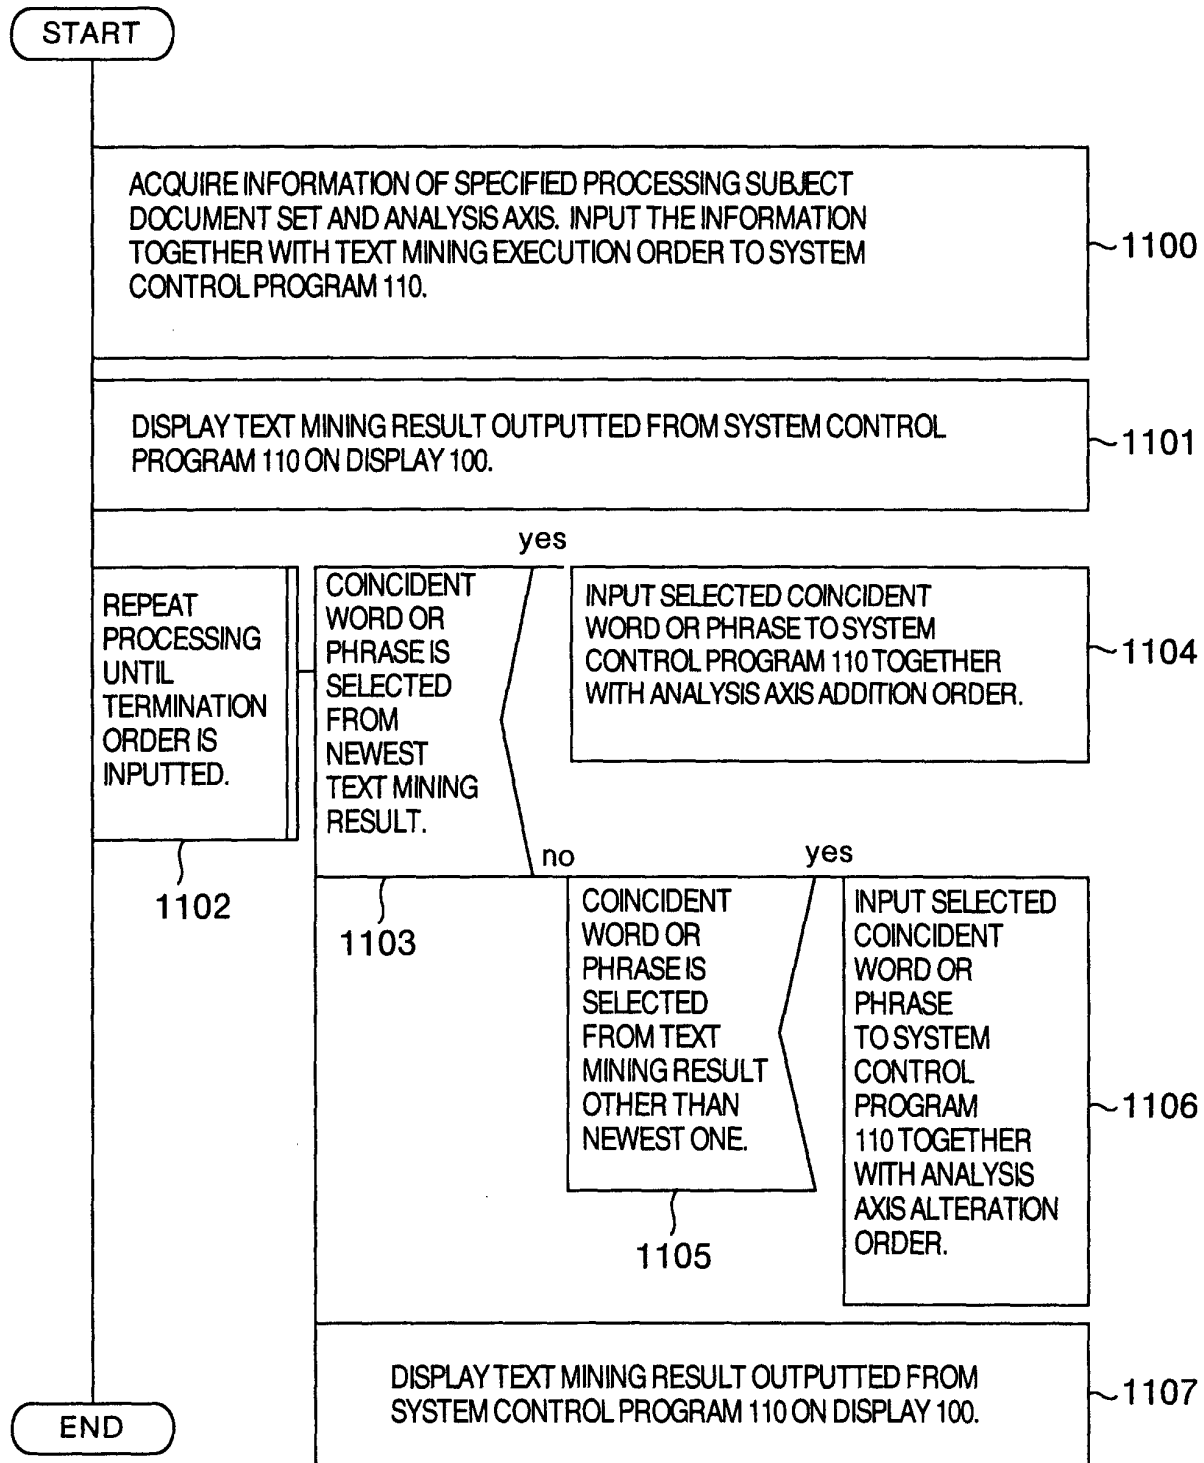 START
ACQUIRE INFORMATION OF SPECIFIED PROCESSING SUBJECT
DOCUMENT SET AND ANALYSIS AXIS. INPUT THE INFORMATION
TOGETHER WITH TEXT MINING EXECUTION ORDER TO SYSTEM
CONTROL PROGRAM 110.
1100
DISPLAY TEXT MINING RESULT OUTPUTTED FROM SYSTEM CONTROL
PROGRAM 110 ON DISPLAY 100.
1101
REPEAT
PROCESSING
UNTIL
TERMINATION
ORDER IS
INPUTTED.
1102
COINCIDENT
WORD OR
PHRASE IS
SELECTED
FROM
NEWEST
TEXT MINING
RESULT.
1103
yes
INPUT SELECTED COINCIDENT
WORD OR PHRASE TO SYSTEM
CONTROL PROGRAM 110 TOGETHER
WITH ANALYSIS AXIS ADDITION ORDER.
1104
no
COINCIDENT
WORD OR
PHRASE IS
SELECTED
FROM TEXT
MINING RESULT
OTHER THAN
NEWEST ONE.
1105
yes
INPUT SELECTED
COINCIDENT
WORD OR
PHRASE
TO SYSTEM
CONTROL
PROGRAM
110 TOGETHER
WITH ANALYSIS
AXIS ALTERATION
ORDER.
1106
DISPLAY TEXT MINING RESULT OUTPUTTED FROM
SYSTEM CONTROL PROGRAM 110 ON DISPLAY 100.
1107
END